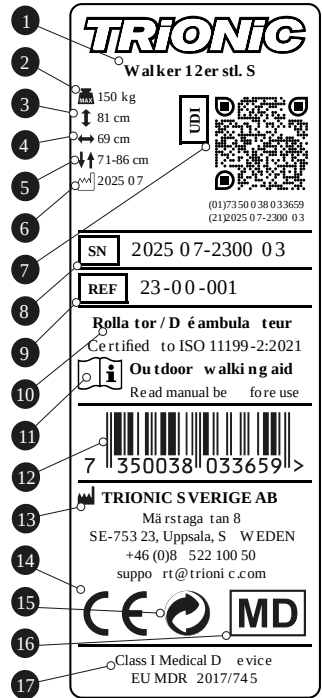 1
TRIONIC
Walker 12er stl. S
2
MAX 150 kg
3
81 cm
4
69 cm
5
71-86 cm
6
2025 07
UDI
(01)7350038033659
(21)202507-2300 03
7
8
SN 202507-2300 03
9
REF 23-00-001
10
Rollator/Déambulateur
Certified to ISO 11199-2:2021
11
Outdoor walking aid
Read manual before use
12
7 350038 033659 >
13
TRIONIC SVERIGE AB
Märstagatan 8
SE-753 23, Uppsala, SWEDEN
+46 (0)8 522 100 50
support@trionic.com
14
CE
15
MD
16
17
Class I Medical Device
EU MDR 2017/745